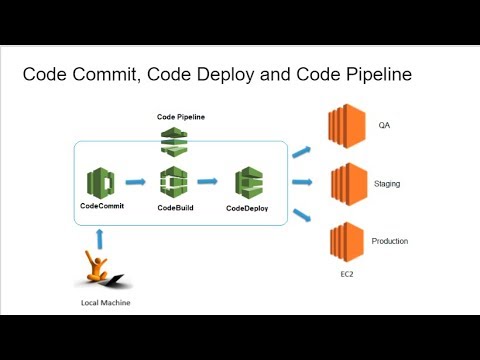 Code Commit, Code Deploy and Code Pipeline
Code Pipeline
QA
CodeCommit
CodeBuild
CodeDeploy
Staging
Production
EC2
Local Machine